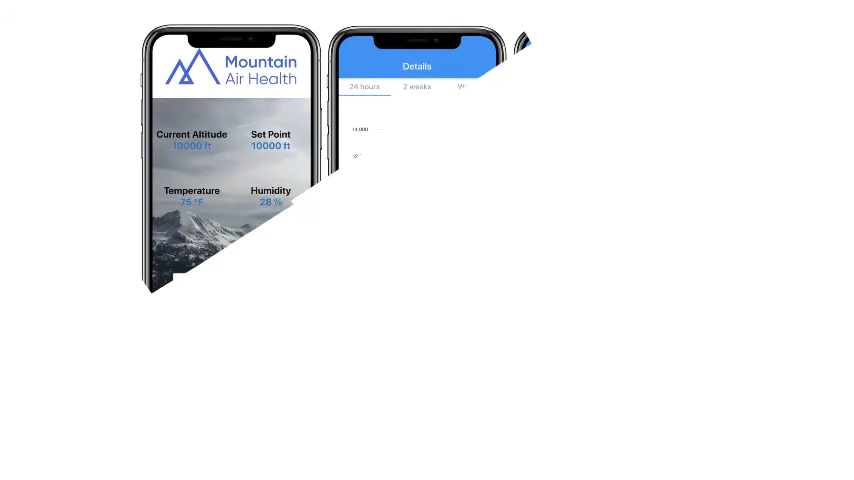 Mountain
Air Health
Current Altitude
10000 ft
Set Point
10000 ft
Temperature
75 °F
Humidity
28 %
Details
24 hours
2 weeks
14,000